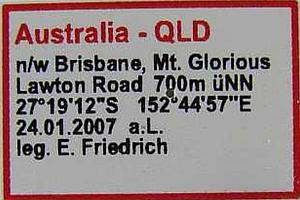 Australia - QLD
n/w Brisbane, Mt. Glorious
Lawton Road 700m üNN
27°19'12"S 152°44'57"E
24.01.2007 a.L.
leg. E. Friedrich